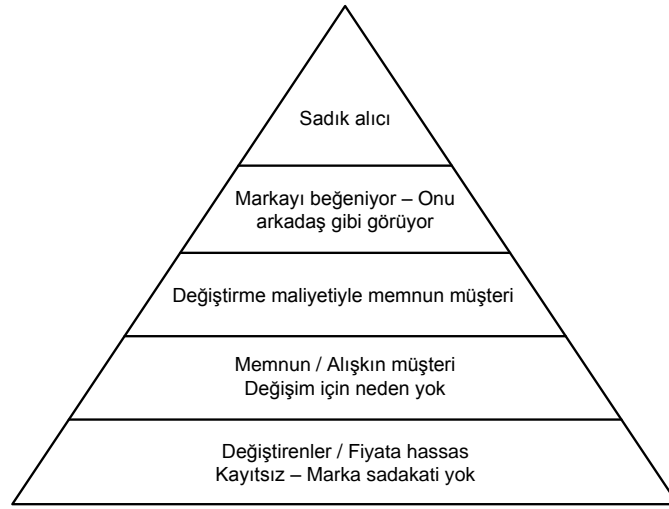 Sadık alıcı
Markayı beğeniyor – Onu
arkadaş gibi görüyor
Değiştirme maliyetiyle memnun müşteri
Memnun / Alışkın müşteri
Değişim için neden yok
Değiştirenler / Fiyata hassas
Kayıtsız – Marka sadakati yok